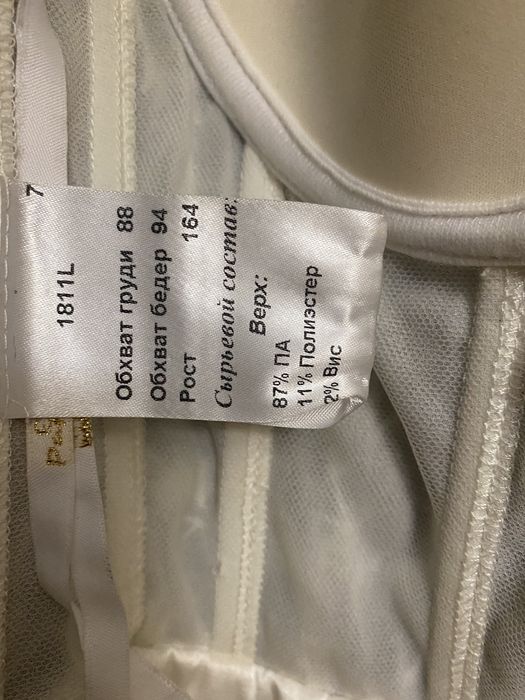 7
1811L
Обхват груди 88
Обхват бедер 94
Рост 164
Сырьевой состав:
Верх:
87% ПА
11% Полиэстер
2% Вис